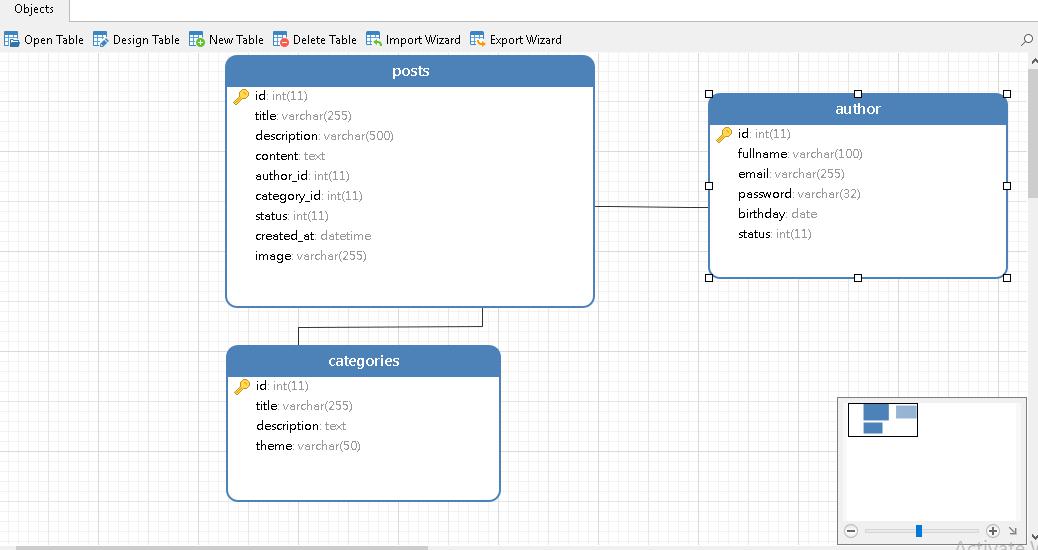 Objects
Open Table Design Table New Table Delete Table Import Wizard Export Wizard
posts
id: int(11)
title: varchar(255)
description: varchar(500)
content: text
author_id: int(11)
category_id: int(11)
status: int(11)
created_at: datetime
image: varchar(255)
author
id: int(11)
fullname: varchar(100)
email: varchar(255)
password: varchar(32)
birthday: date
status: int(11)
categories
id: int(11)
title: varchar(255)
description: text
theme: varchar(50)
Activate